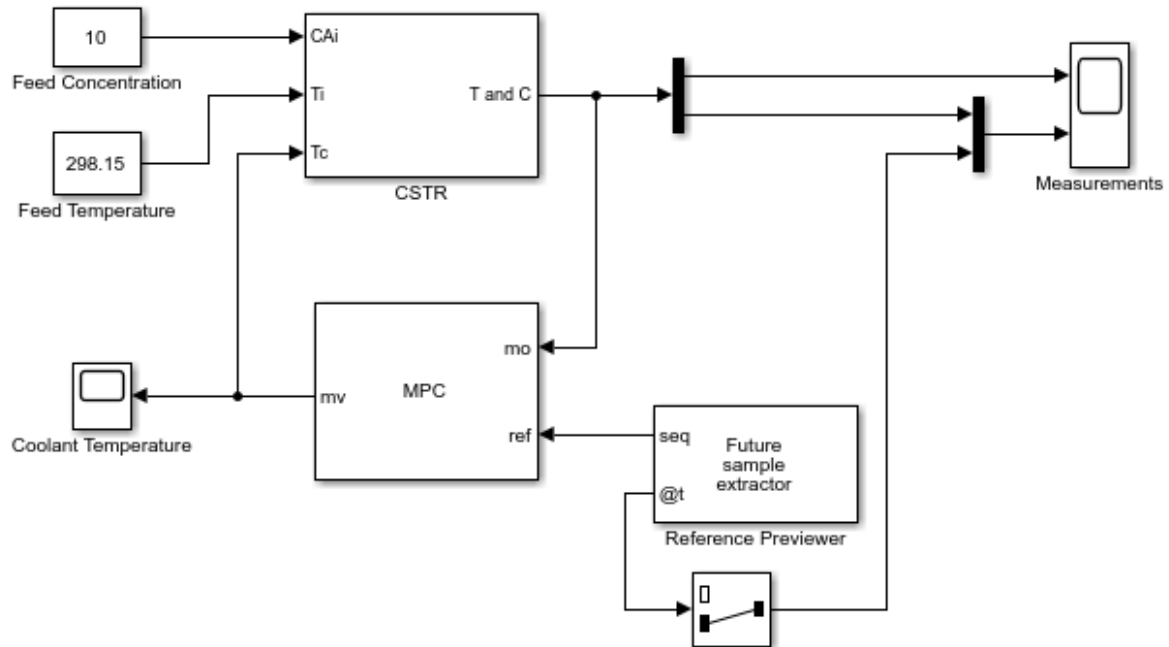 10
Feed Concentration
298.15
Feed Temperature
CAi
Ti
Tc
T and C
CSTR
Measurements
Coolant Temperature
mv
MPC
mo
ref
seq
@t
Future
sample
extractor
Reference Previewer